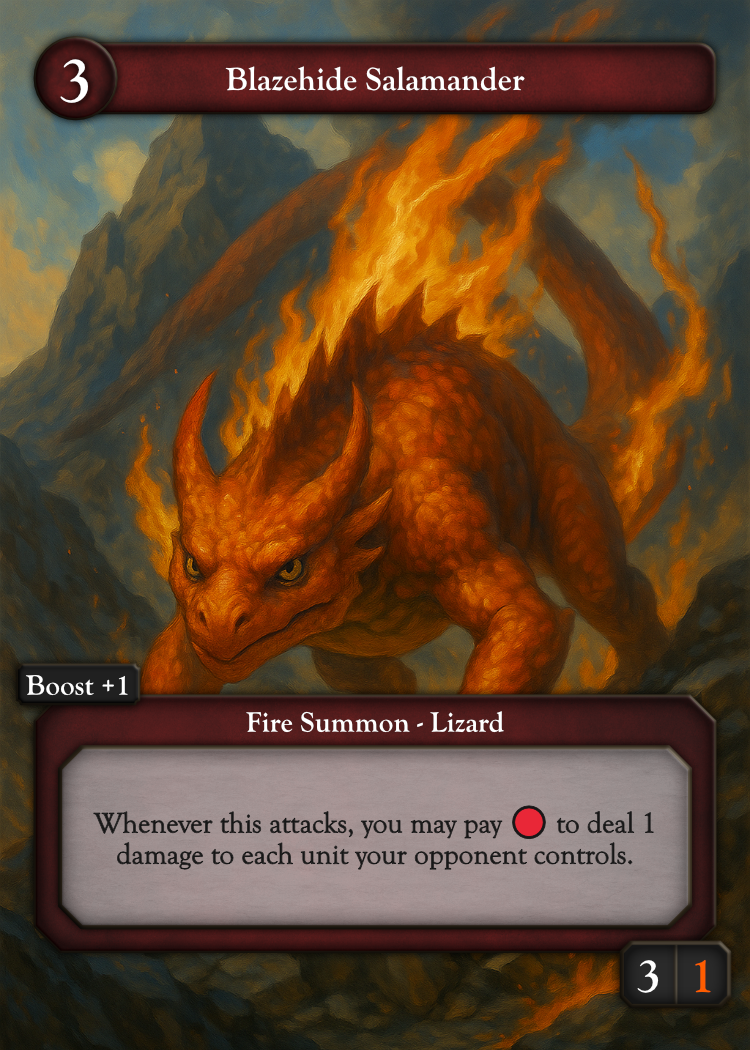 3
Blazehide Salamander
Boost +1
Fire Summon - Lizard
Whenever this attacks, you may pay to deal 1
damage to each unit your opponent controls.
3 1